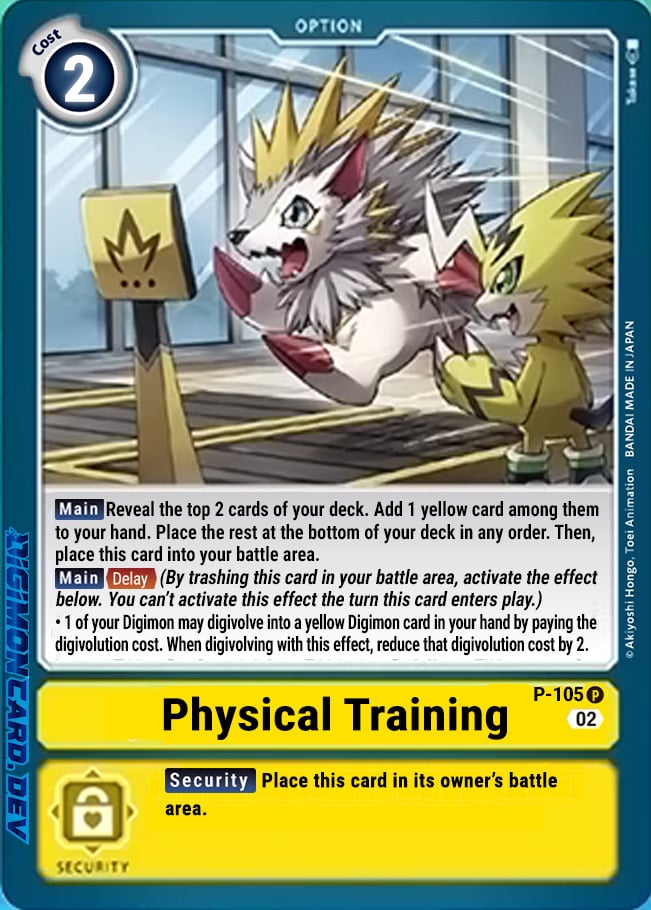 OPTION
Cost
2
Main Reveal the top 2 cards of your deck. Add 1 yellow card among them
to your hand. Place the rest at the bottom of your deck in any order. Then,
place this card into your battle area.
Main Delay (By trashing this card in your battle area, activate the effect
below. You can't activate this effect the turn this card enters play.)
• 1 of your Digimon may digivolve into a yellow Digimon card in your hand by paying the
digivolution cost. When digivolving with this effect, reduce that digivolution cost by 2.
©Akiyoshi Hongo, Toei Animation BANDAI MADE IN JAPAN
DIGIMONCARD.DEV
P-105 P
Physical Training
02
Security Place this card in its owner's battle
area.
SECURITY